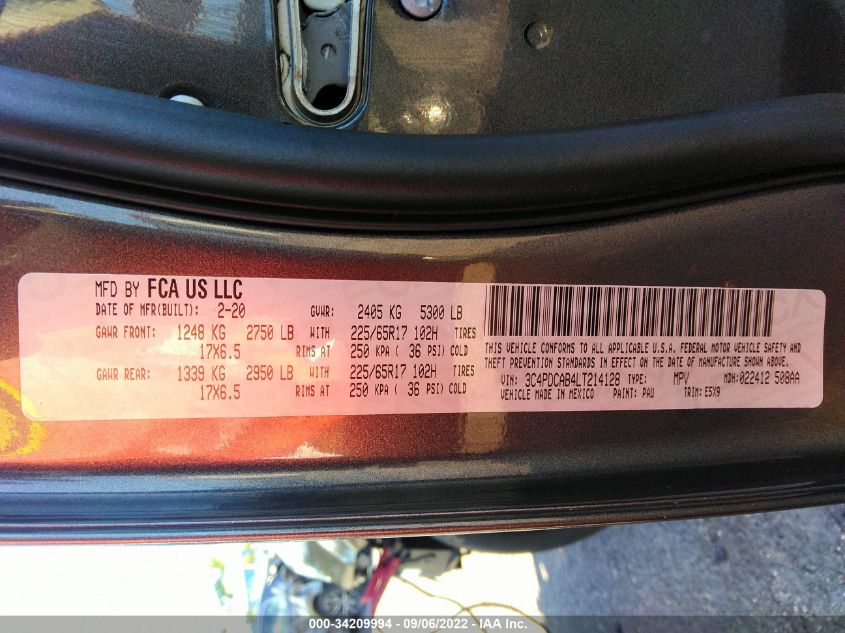 MFD BY FCA US LLC
DATE OF MFR(BUILT): 2-20 GVWR: 2405 KG 5300 LB
GAWR FRONT: 1248 KG 2750 LB WITH 225/65R17 102H TIRES
17X6.5 RIMS AT 250 KPA ( 36 PSI) COLD
GAWR REAR: 1339 KG 2950 LB WITH 225/65R17 102H TIRES
17X6.5 RIMS AT 250 KPA ( 36 PSI) COLD
THIS VEHICLE CONFORMS TO ALL APPLICABLE U.S.A. FEDERAL MOTOR VEHICLE SAFETY AND
THEFT PREVENTION STANDARDS IN EFFECT ON THE DATE OF MANUFACTURE SHOWN ABOVE.
VIN: 3C4PDCAB4LT214128 TYPE: MPV MDH: 022412 508AA
VEHICLE MADE IN MEXICO PAINT: PAU TRIM: E5X9
000-34209994 - 09/06/2022 - © IAA Inc.